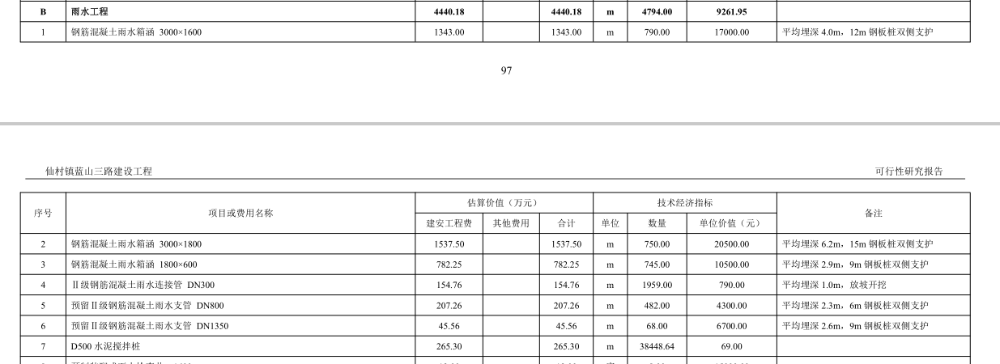 B 雨水工程 4440.18 4440.18 m 4794.00 9261.95
1 钢筋混凝土雨水箱涵 3000×1600 1343.00 1343.00 m 790.00 17000.00 平均埋深 4.0m，12m 钢板桩双侧支护
97
仙村镇蓝山三路建设工程 可行性研究报告
序号 项目或费用名称 估算价值（万元） 技术经济指标 备注
建安工程费 其他费用 合计 单位 数量 单位价值（元）
2 钢筋混凝土雨水箱涵 3000×1800 1537.50 1537.50 m 750.00 20500.00 平均埋深 6.2m，15m 钢板桩双侧支护
3 钢筋混凝土雨水箱涵 1800×600 782.25 782.25 m 745.00 10500.00 平均埋深 2.9m，9m 钢板桩双侧支护
4 Ⅱ级钢筋混凝土雨水连接管 DN300 154.76 154.76 m 1959.00 790.00 平均埋深 1.0m，放坡开挖
5 预留Ⅱ级钢筋混凝土雨水支管 DN800 207.26 207.26 m 482.00 4300.00 平均埋深 2.3m，6m 钢板桩双侧支护
6 预留Ⅱ级钢筋混凝土雨水支管 DN1350 45.56 45.56 m 68.00 6700.00 平均埋深 2.6m，9m 钢板桩双侧支护
7 D500 水泥搅拌桩 265.30 265.30 m 38448.64 69.00